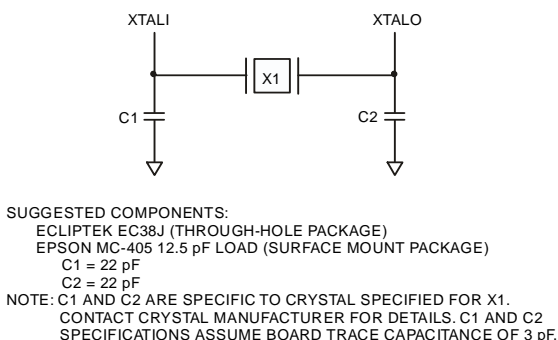 XTALI XTALO
X1
C1 C2
SUGGESTED COMPONENTS:
ECLIPTEK EC38J (THROUGH-HOLE PACKAGE)
EPSON MC-405 12.5 pF LOAD (SURFACE MOUNT PACKAGE)
C1 = 22 pF
C2 = 22 pF
NOTE: C1 AND C2 ARE SPECIFIC TO CRYSTAL SPECIFIED FOR X1.
CONTACT CRYSTAL MANUFACTURER FOR DETAILS. C1 AND C2
SPECIFICATIONS ASSUME BOARD TRACE CAPACITANCE OF 3 pF.